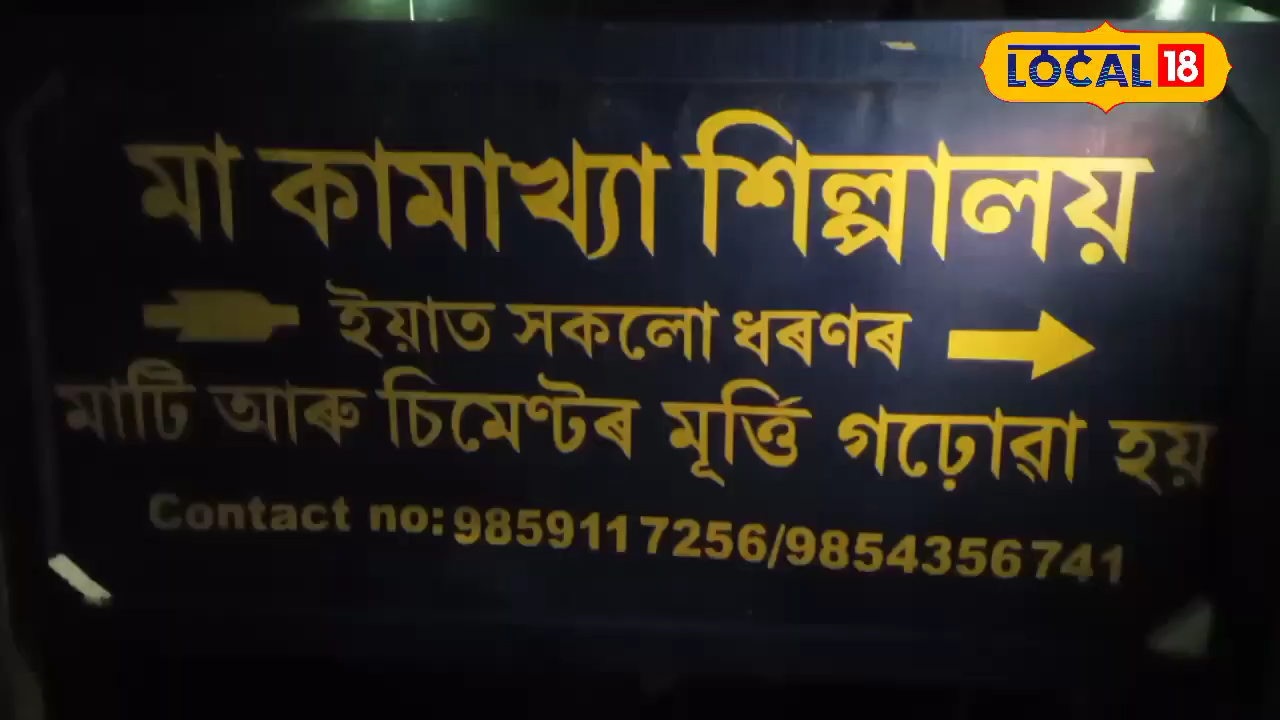 LOCAL 18
মা কামাখ্যা শিল্পালয়
ইয়াত সকলো ধৰণৰ
মাটি আৰু চিমেণ্টৰ মূৰ্ত্তি গঢ়োৱা হয়
Contact no:9859117256/9854356741